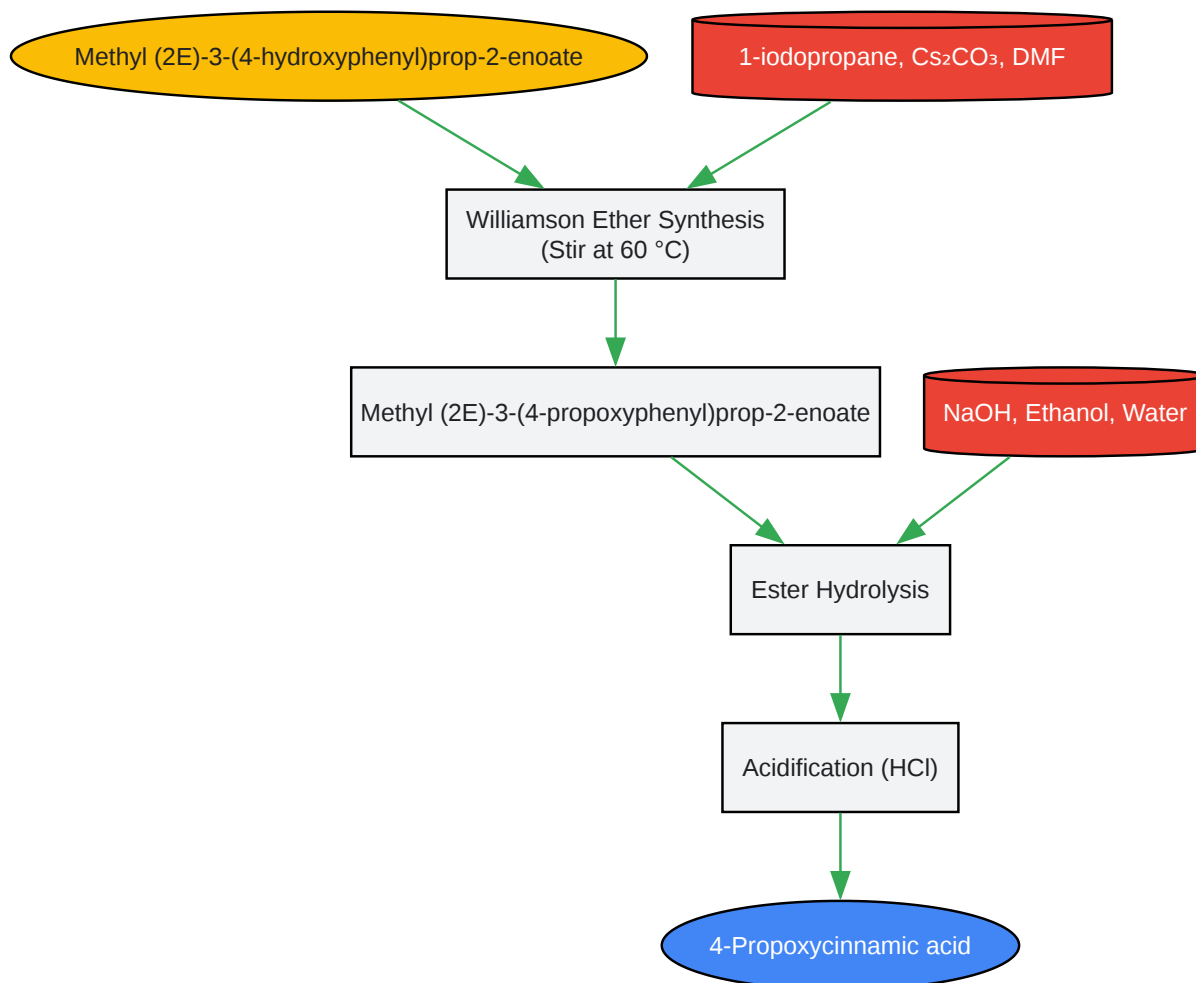 Methyl (2E)-3-(4-hydroxyphenyl)prop-2-enoate
1-iodopropane, Cs₂CO₃, DMF
Williamson Ether Synthesis
(Stir at 60 °C)
Methyl (2E)-3-(4-propoxyphenyl)prop-2-enoate
NaOH, Ethanol, Water
Ester Hydrolysis
Acidification (HCl)
4-Propoxycinnamic acid